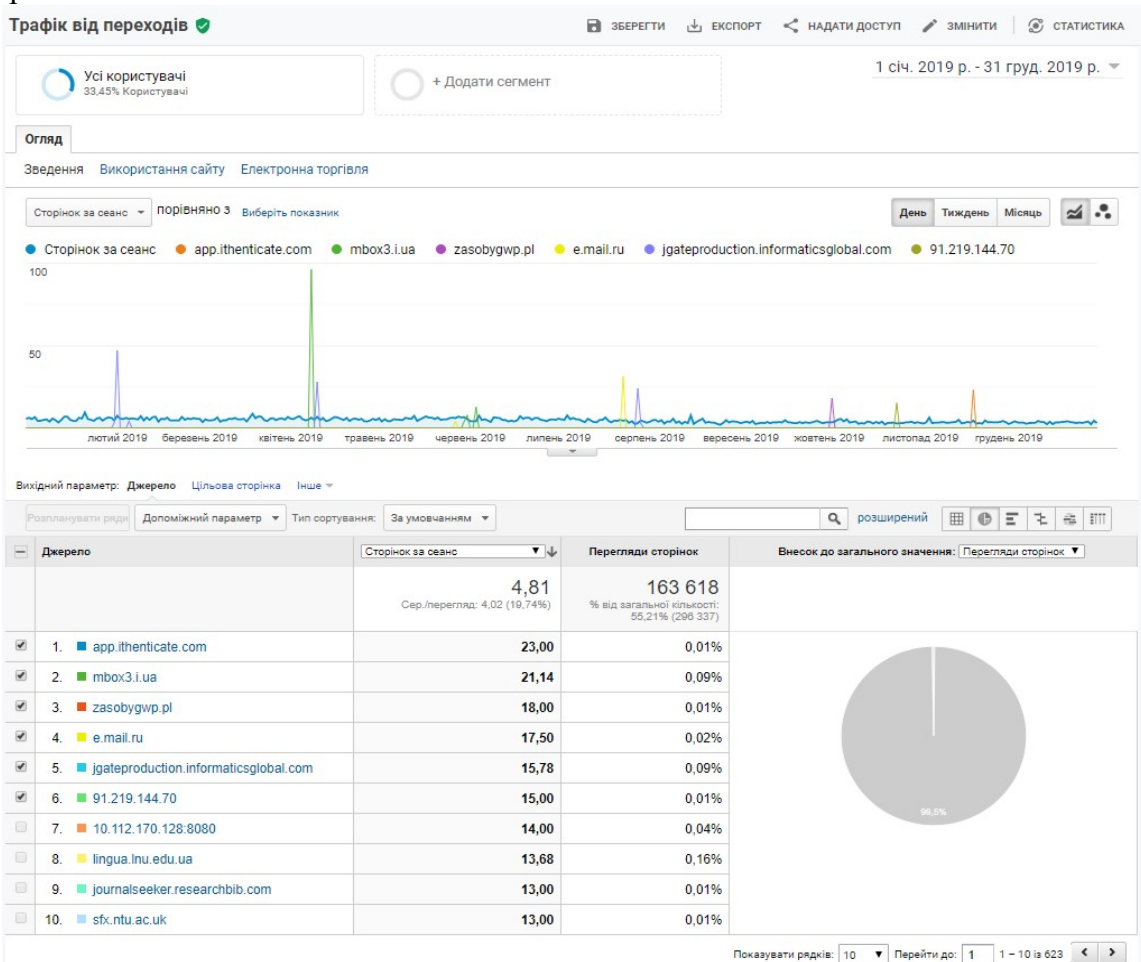 Трафік від переходів
ЗБЕРЕГТИ ЕКСПОРТ НАДАТИ ДОСТУП ЗМІНИТИ СТАТИСТИКА
Усі користувачі
33,45% Користувачі
+ Додати сегмент
1 січ. 2019 р. - 31 груд. 2019 р.
Огляд
Зведення Використання сайту Електронна торгівля
Сторінок за сеанс порівняно з Виберіть показник
День Тиждень Місяць
Сторінок за сеанс app.ithenticate.com mbox3.i.ua zasobygwp.pl e.mail.ru jgateproduction.informaticsglobal.com 91.219.144.70
100
50
лютий 2019 березень 2019 квітень 2019 травень 2019 червень 2019 липень 2019 серпень 2019 вересень 2019 жовтень 2019 листопад 2019 грудень 2019
Вихідний параметр: Джерело Цільова сторінка Інше
Розпланувати ряди Допоміжний параметр Тип сортування: За умовчанням розширений
Джерело Сторінок за сеанс Перегляди сторінок Внесок до загального значення: Перегляди сторінок
4,81 163 618
Сер./перегляд: 4,02 (19,74%) % від загальної кількості:
55,21% (296 337)
1. app.ithenticate.com 23,00 0,01%
2. mbox3.i.ua 21,14 0,09%
3. zasobygwp.pl 18,00 0,01%
4. e.mail.ru 17,50 0,02%
5. jgateproduction.informaticsglobal.com 15,78 0,09%
6. 91.219.144.70 15,00 0,01%
99,5%
7. 10.112.170.128:8080 14,00 0,04%
8. lingua.lnu.edu.ua 13,68 0,16%
9. journalseeker.researchbib.com 13,00 0,01%
10. sfx.ntu.ac.uk 13,00 0,01%
Показувати рядків: 10 Перейти до: 1 1 – 10 із 623